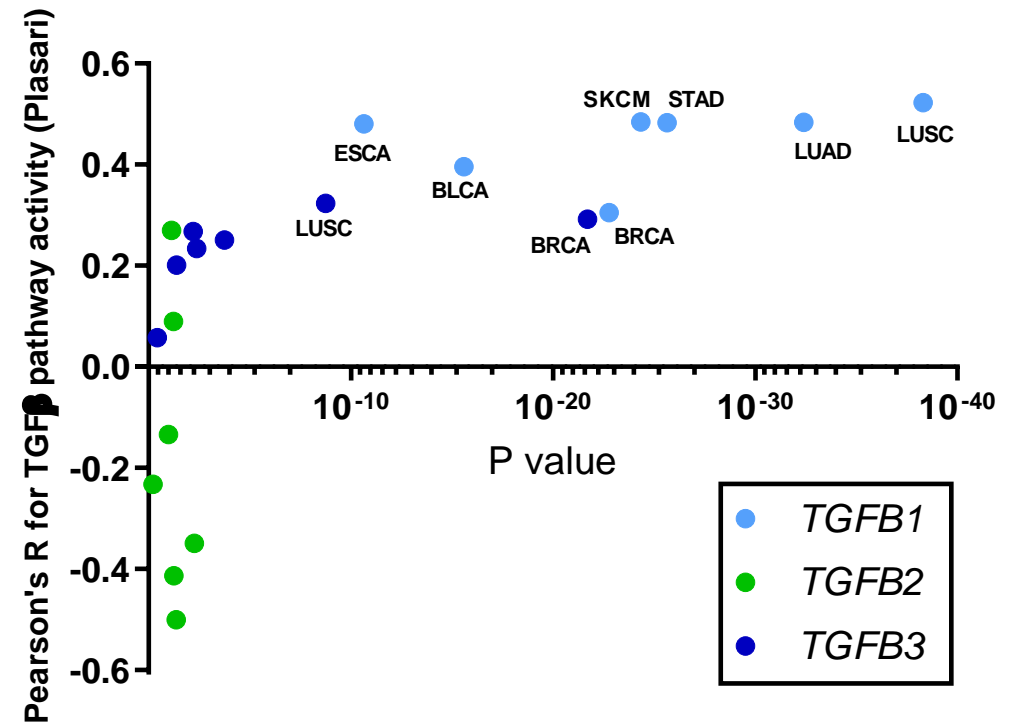 Pearson's R for TGFβ pathway activity (Plasari)
0.6
0.4
0.2
0.0
-0.2
-0.4
-0.6
SKCM STAD
LUSC
ESCA
LUAD
BLCA
LUSC
BRCA
BRCA
10-10
10-20
10-30
10-40
P value
TGFB1
TGFB2
TGFB3